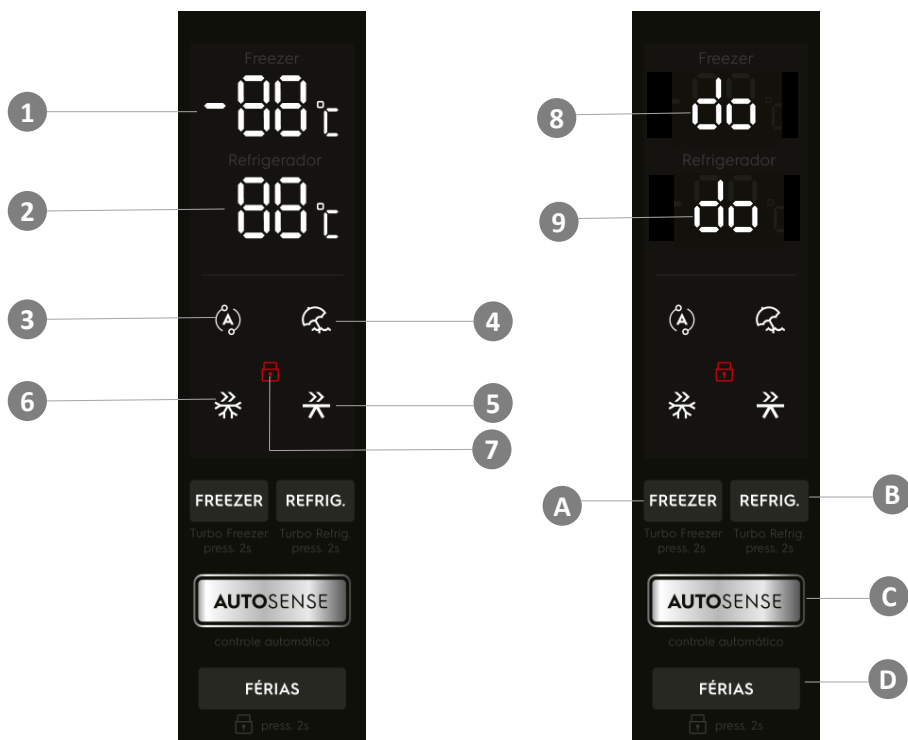 Freezer
-88°C
Refrigerador
88°C
1
2
3
4
5
6
7
A
FREEZER REFRIG.
Turbo Freezer press. 2s
Turbo Refrig. press. 2s
AUTOSENSE
controle automático
FÉRIAS
press. 2s
Freezer
do
Refrigerador
do
8
9
A
FREEZER REFRIG.
Turbo Freezer press. 2s
Turbo Refrig. press. 2s
AUTOSENSE
controle automático
FÉRIAS
press. 2s
A
B
C
D